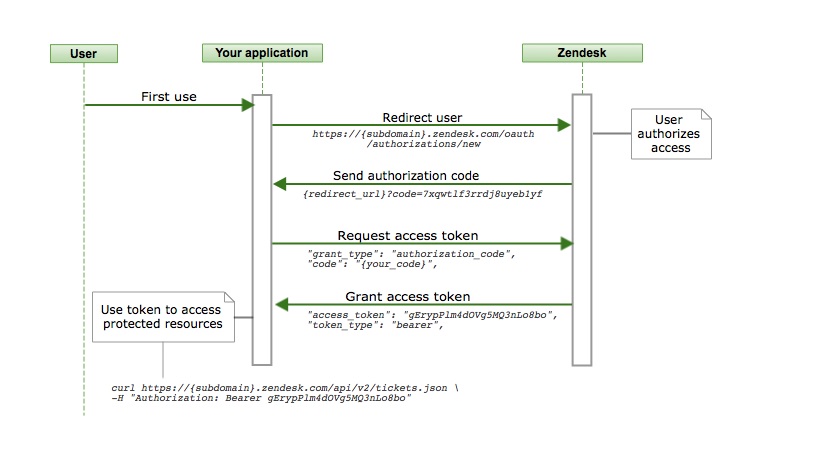 User
Your application
Zendesk
First use
Redirect user
https://{subdomain}.zendesk.com/oauth
/authorizations/new
User
authorizes
access
Send authorization code
{redirect_url}?code=7xqwtlf3rrdj8uyeb1yf
Request access token
"grant_type": "authorization_code",
"code": "{your_code}",
Grant access token
"access_token": "gErypPlm4dOVg5MQ3nLo8bo",
"token_type": "bearer",
Use token to access
protected resources
curl https://{subdomain}.zendesk.com/api/v2/tickets.json \
-H "Authorization: Bearer gErypPlm4dOVg5MQ3nLo8bo"